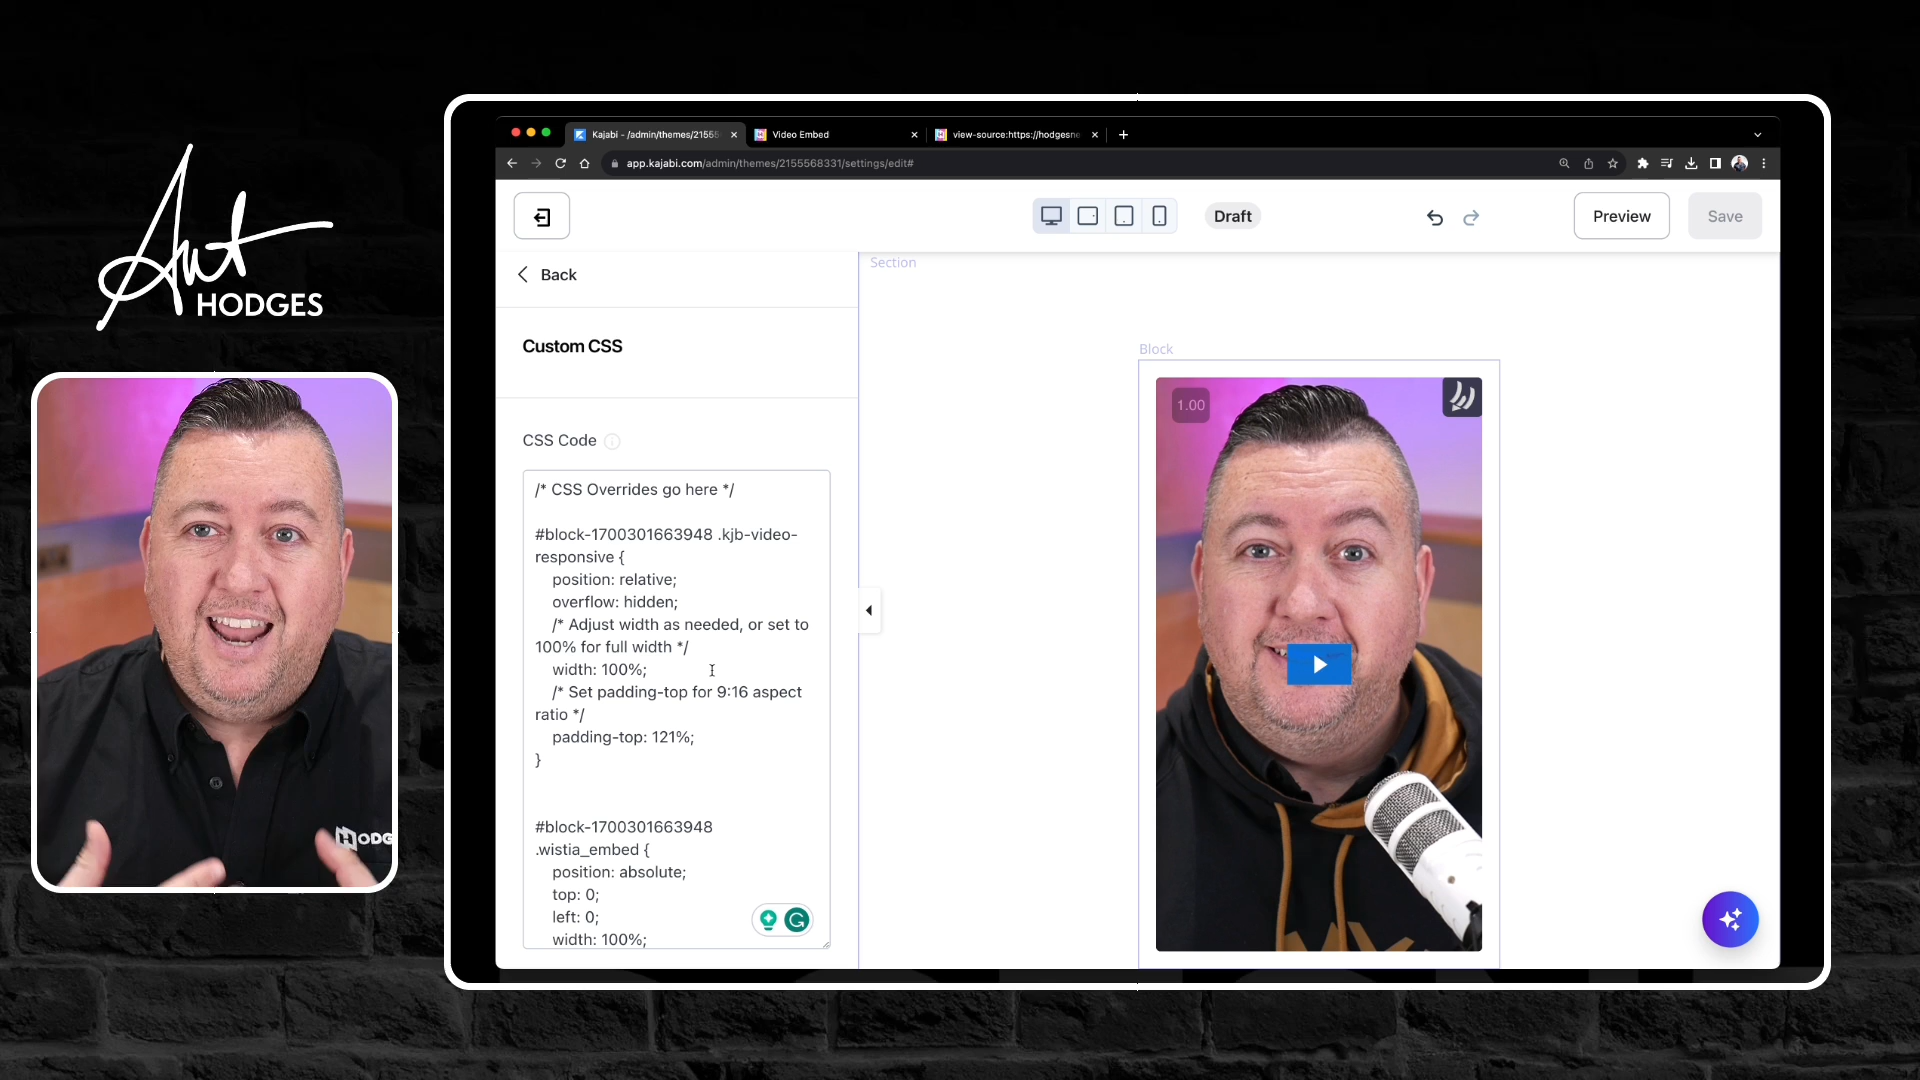 Ant
HODGES
HODG
Kajabi - /admin/themes/21555
Video Embed
view-source:https://hodgesne
app.kajabi.com/admin/themes/2155568331/settings/edit#
Draft
Preview
Save
Back
Custom CSS
CSS Code
/* CSS Overrides go here */
#block-1700301663948 .kjb-video-
responsive {
position: relative;
overflow: hidden;
/* Adjust width as needed, or set to
100% for full width */
width: 100%;
/* Set padding-top for 9:16 aspect
ratio */
padding-top: 121%;
}
#block-1700301663948
.wistia_embed {
position: absolute;
top: 0;
left: 0;
width: 100%;
Section
Block
1.00